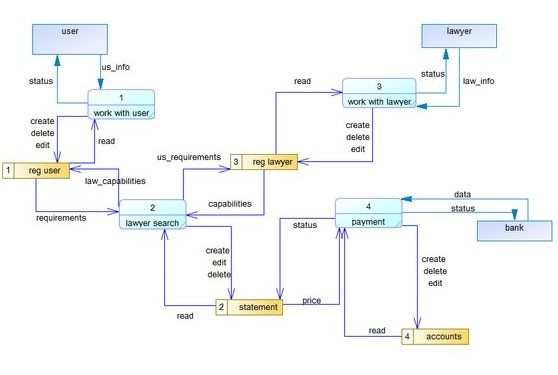 user
lawyer
us_info
status
status
law_info
1
work with user
3
work with lawyer
read
create
delete
edit
read
create
delete
edit
us_requirements
1 reg user
3 reg lawyer
law_capabilities
capabilities
requirements
2
lawyer search
4
payment
data
status
bank
status
create
edit
delete
create
delete
edit
2 statement
price
read
read
4 accounts